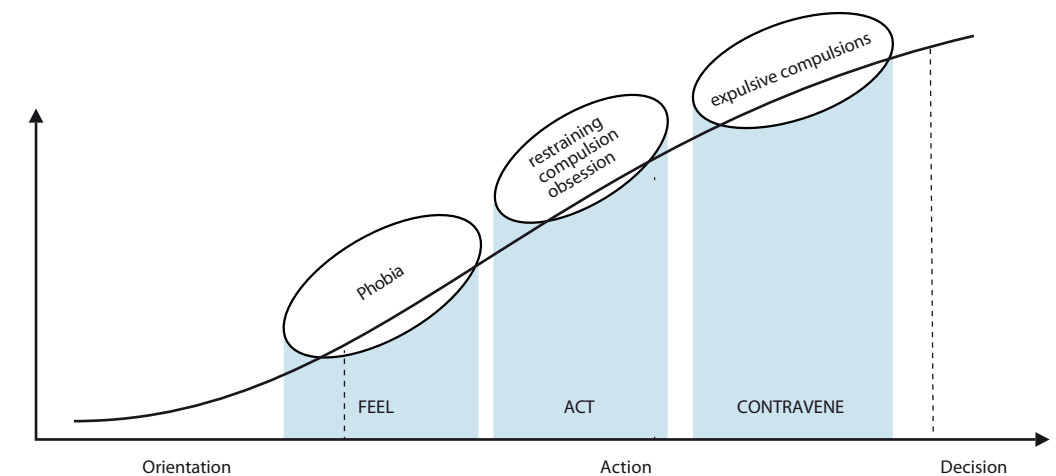 expulsive compulsions
restraining
compulsion
obsession
Phobia
FEEL
ACT
CONTRAVENE
Orientation
Action
Decision